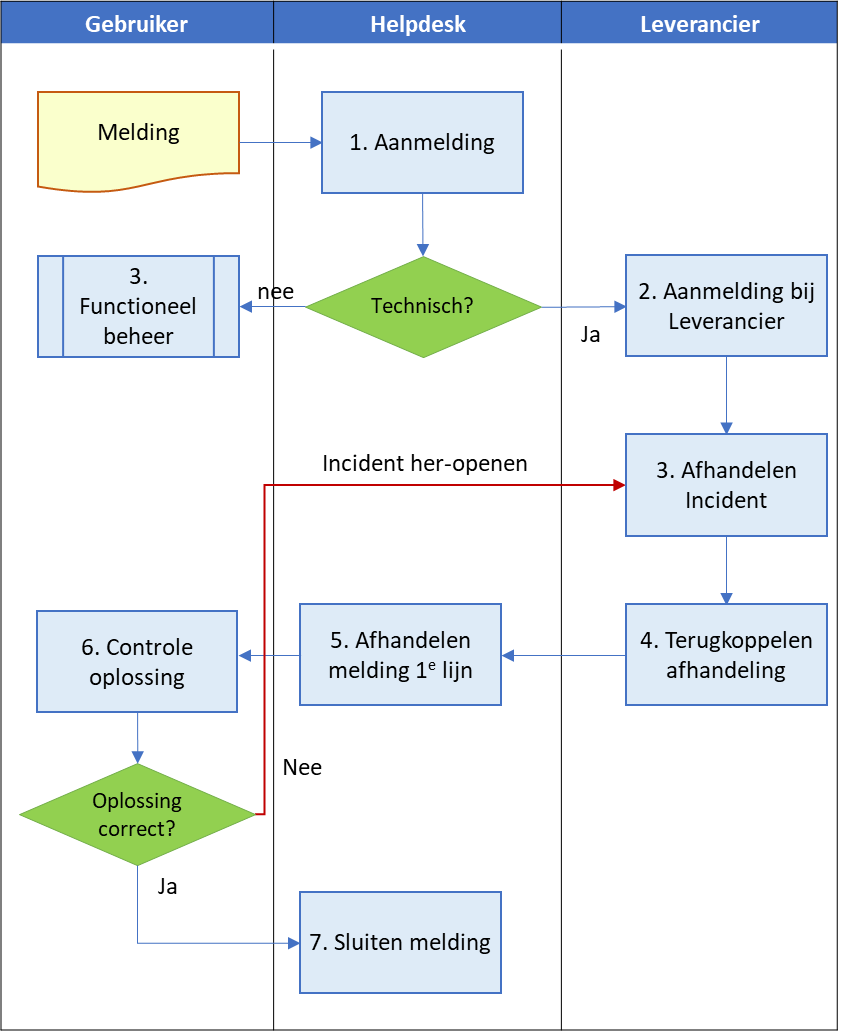 Gebruiker
Helpdesk
Leverancier
Melding
1. Aanmelding
3.
Functioneel
beheer
nee
Technisch?
Ja
2. Aanmelding bij
Leverancier
Incident her-openen
3. Afhandelen
Incident
6. Controle
oplossing
5. Afhandelen
melding 1ᵉ lijn
4. Terugkoppelen
afhandeling
Nee
Oplossing
correct?
Ja
7. Sluiten melding